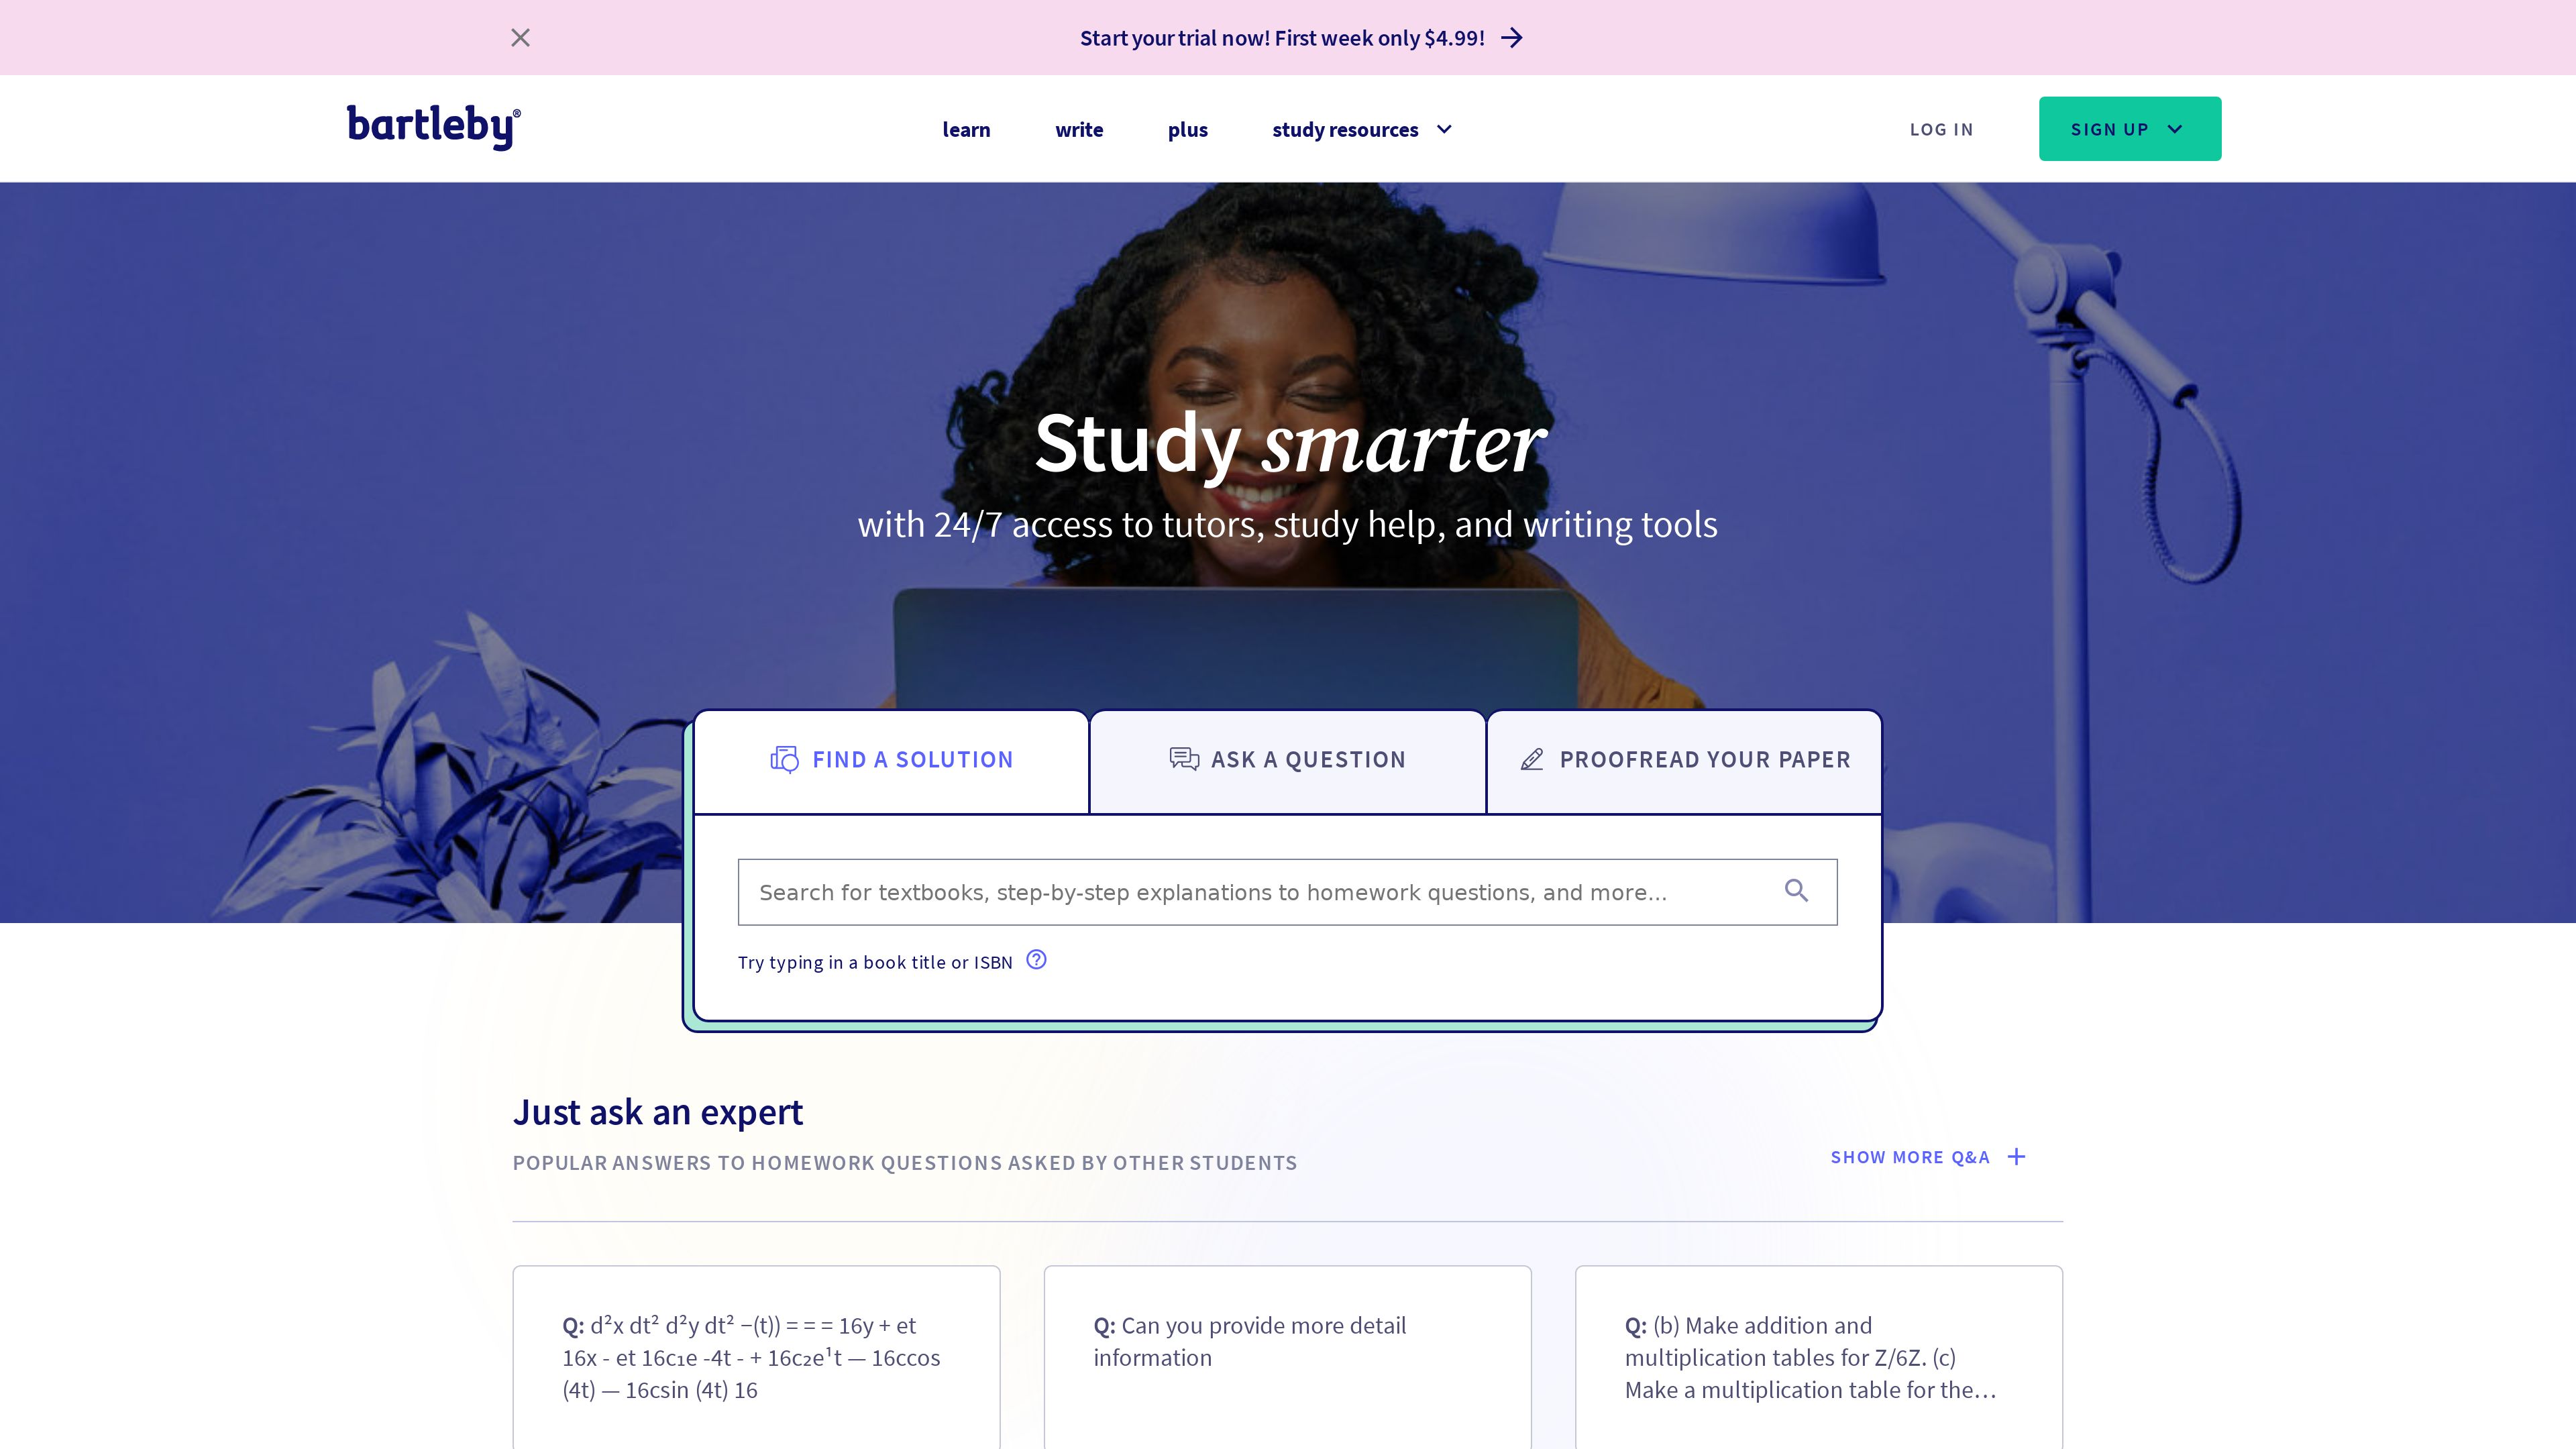 Start your trial now! First week only $4.99!
bartleby®
learn
write
plus
study resources
LOG IN
SIGN UP
Study smarter
with 24/7 access to tutors, study help, and writing tools
FIND A SOLUTION
ASK A QUESTION
PROOFREAD YOUR PAPER
Search for textbooks, step-by-step explanations to homework questions, and more...
Try typing in a book title or ISBN
Just ask an expert
POPULAR ANSWERS TO HOMEWORK QUESTIONS ASKED BY OTHER STUDENTS
SHOW MORE Q&A
Q: d²x dt² d²y dt² −(t)) = = = 16y + et
16x - et 16c₁e -4t - + 16c₂e¹t — 16ccos
(4t) — 16csin (4t) 16
Q: Can you provide more detail
information
Q: (b) Make addition and
multiplication tables for Z/6Z. (c)
Make a multiplication table for the...